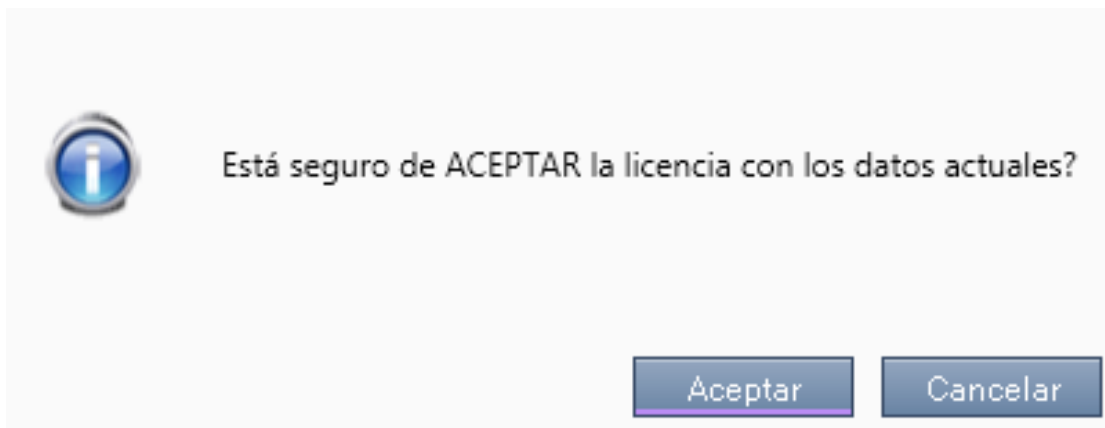 Está seguro de ACEPTAR la licencia con los datos actuales?
Aceptar
Cancelar